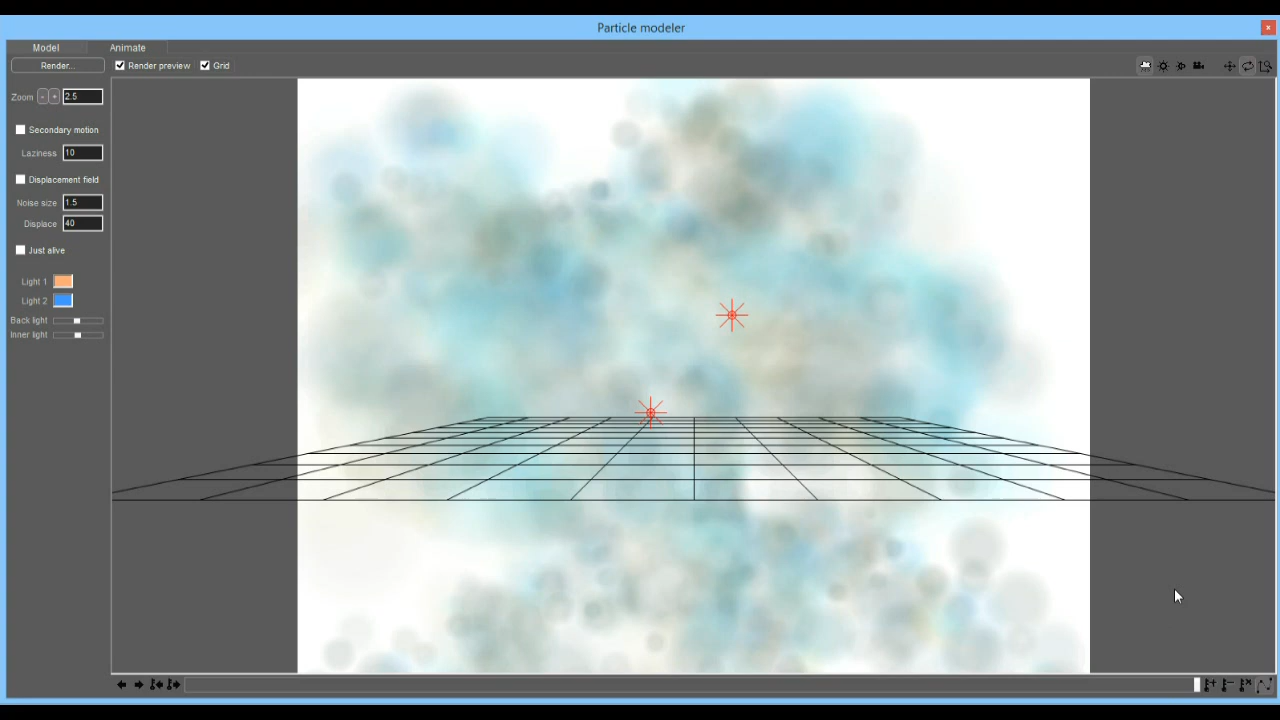 Particle modeler
Model Animate
Render... Render preview Grid
Zoom - + 2.5
Secondary motion
Laziness 10
Displacement field
Noise size 1.5
Displace 40
Just alive
Light 1
Light 2
Back light
Inner light